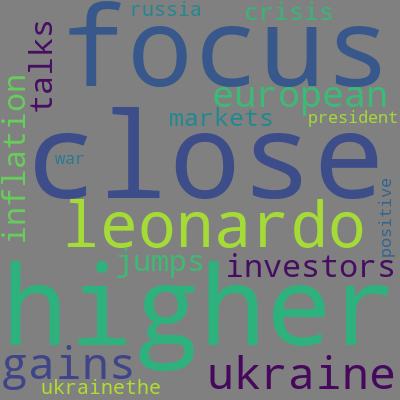 russia
crisis
focus
talks
european
markets
president
inflation
close
war
positive
leonardo
jumps
investors
higher
gains
ukraine
ukrainethe